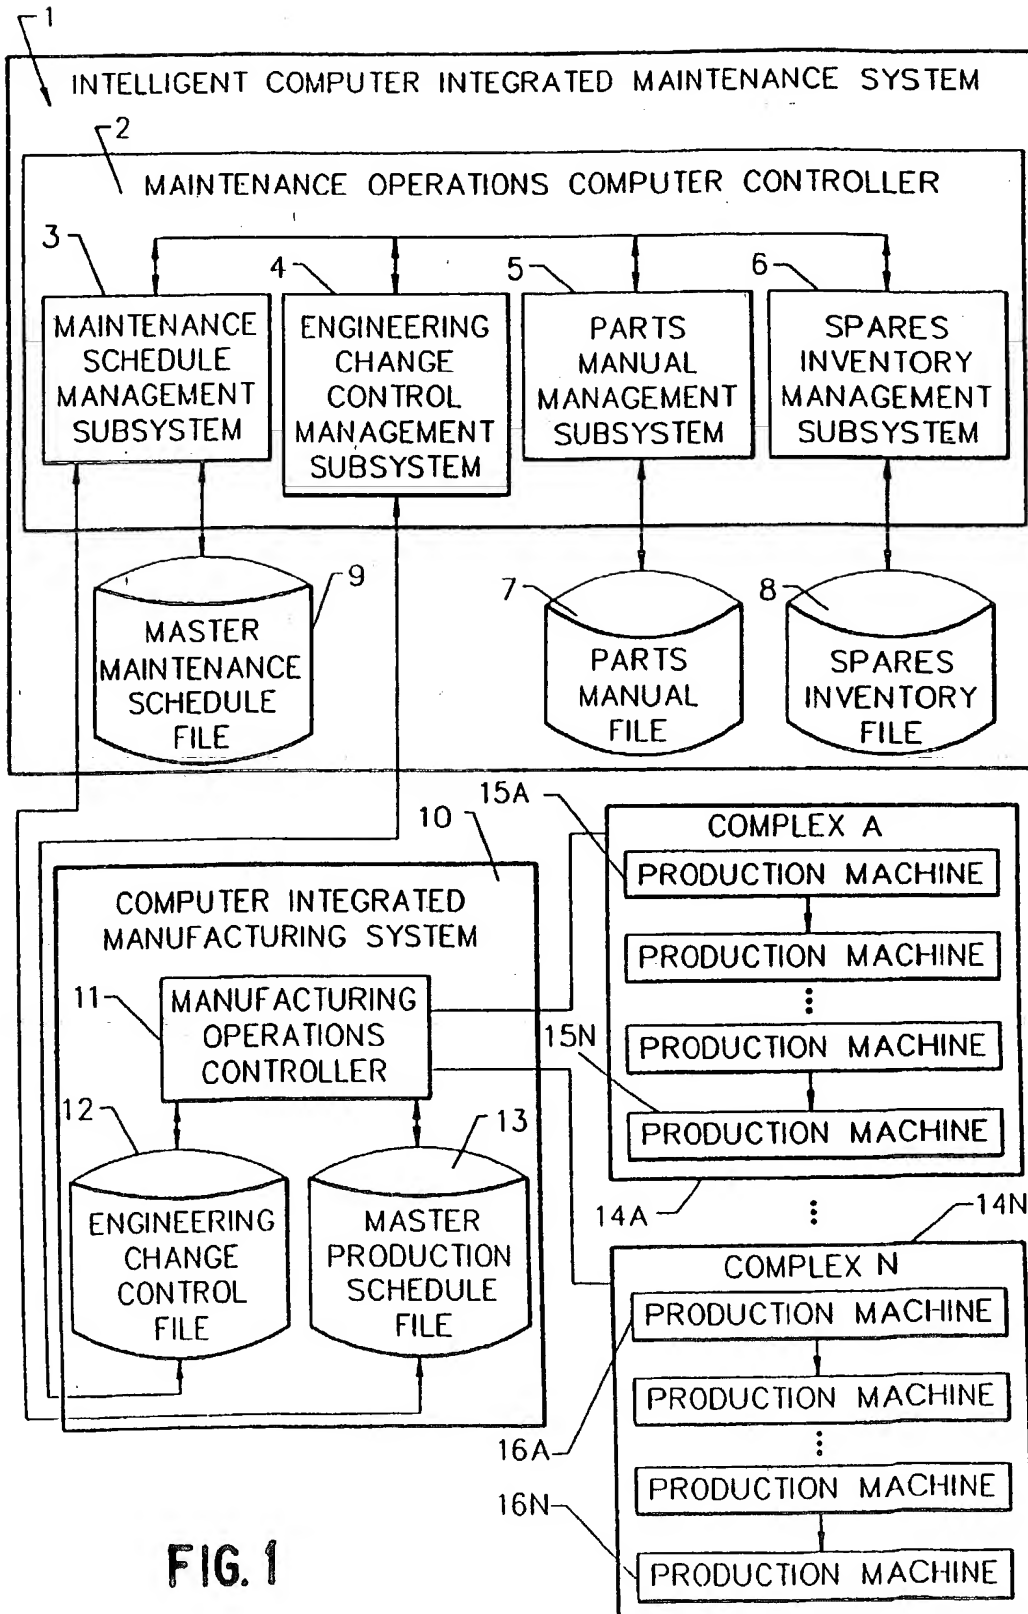 1
INTELLIGENT COMPUTER INTEGRATED MAINTENANCE SYSTEM
2
MAINTENANCE OPERATIONS COMPUTER CONTROLLER
3
MAINTENANCE
SCHEDULE
MANAGEMENT
SUBSYSTEM
4
ENGINEERING
CHANGE
CONTROL
MANAGEMENT
SUBSYSTEM
5
PARTS
MANUAL
MANAGEMENT
SUBSYSTEM
6
SPARES
INVENTORY
MANAGEMENT
SUBSYSTEM
9
MASTER
MAINTENANCE
SCHEDULE
FILE
7
PARTS
MANUAL
FILE
8
SPARES
INVENTORY
FILE
10
COMPUTER INTEGRATED
MANUFACTURING SYSTEM
11
MANUFACTURING
OPERATIONS
CONTROLLER
12
ENGINEERING
CHANGE
CONTROL
FILE
13
MASTER
PRODUCTION
SCHEDULE
FILE
15A
COMPLEX A
PRODUCTION MACHINE
PRODUCTION MACHINE
15N
PRODUCTION MACHINE
PRODUCTION MACHINE
14A
14N
COMPLEX N
PRODUCTION MACHINE
PRODUCTION MACHINE
16A
PRODUCTION MACHINE
16N
PRODUCTION MACHINE
FIG. 1